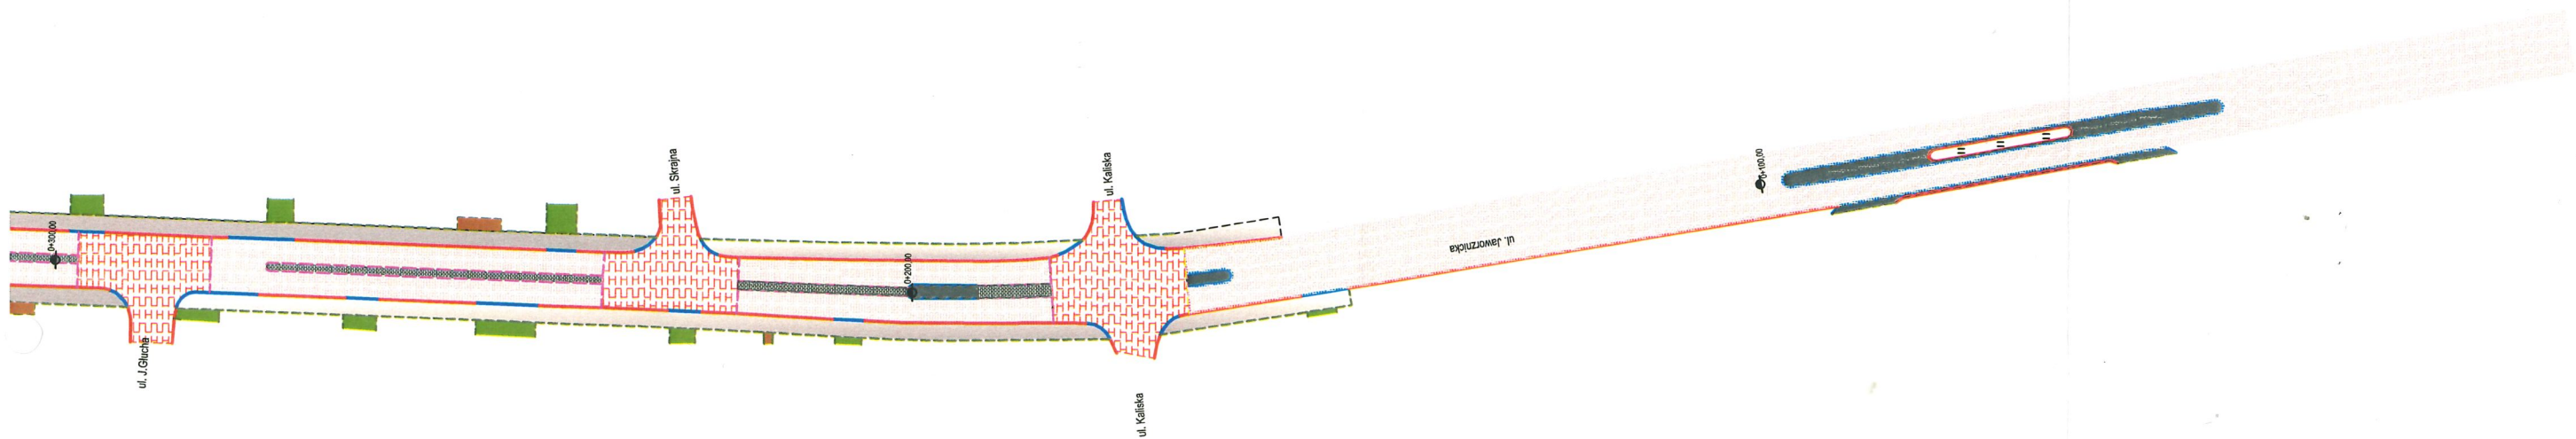 0+300,00
ul. J.Głucha
ul. Skrajna
0+200,00
ul. Kaliska
ul. Kaliska
ul. Jaworznicka
0+100,00